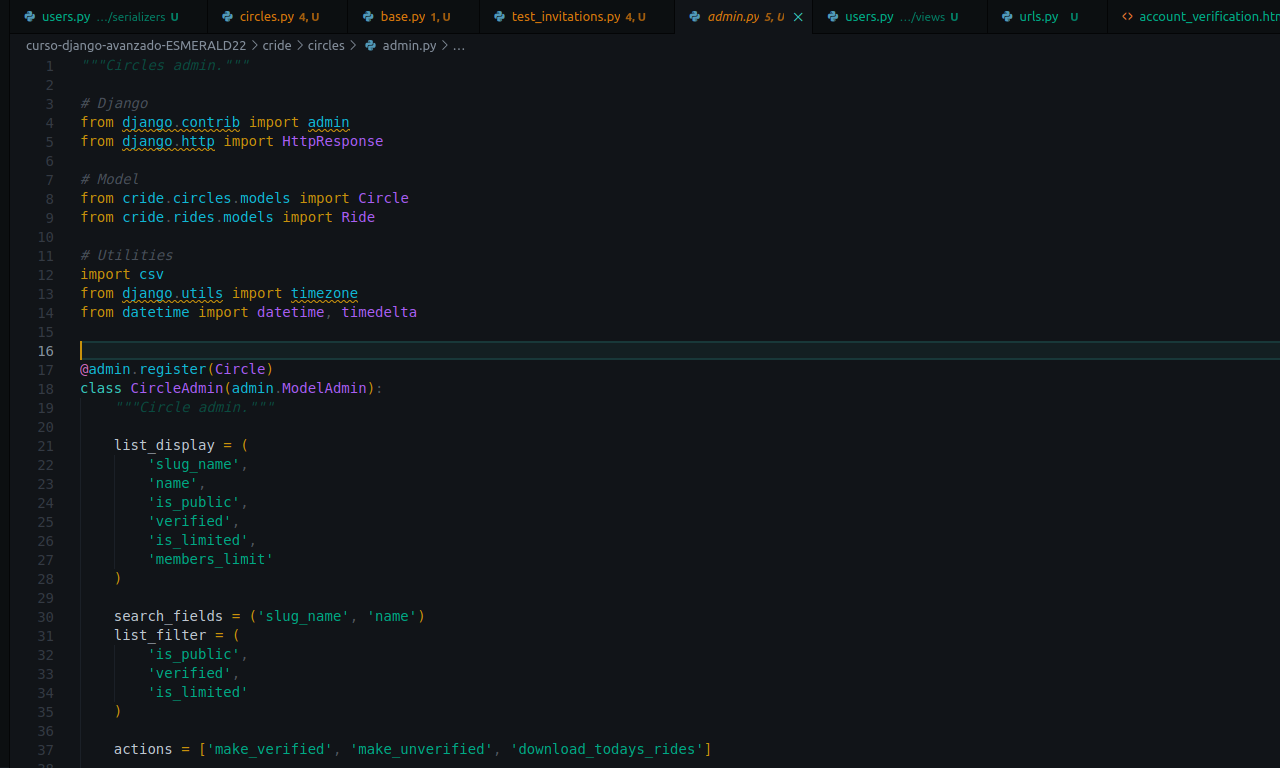 users.py .../serializers U circles.py 4, U base.py 1, U test_invitations.py 4, U admin.py 5, U users.py .../views U urls.py U account_verification.htm
curso-django-avanzado-ESMERALD22 > cride > circles > admin.py > ...
1 """Circles admin."""
2
3 # Django
4 from django.contrib import admin
5 from django.http import HttpResponse
6
7 # Model
8 from cride.circles.models import Circle
9 from cride.rides.models import Ride
10
11 # Utilities
12 import csv
13 from django.utils import timezone
14 from datetime import datetime, timedelta
15
16
17 @admin.register(Circle)
18 class CircleAdmin(admin.ModelAdmin):
19     """Circle admin."""
20
21     list_display = (
22         'slug_name',
23         'name',
24         'is_public',
25         'verified',
26         'is_limited',
27         'members_limit'
28     )
29
30     search_fields = ('slug_name', 'name')
31     list_filter = (
32         'is_public',
33         'verified',
34         'is_limited'
35     )
36
37     actions = ['make_verified', 'make_unverified', 'download_todays_rides']
38